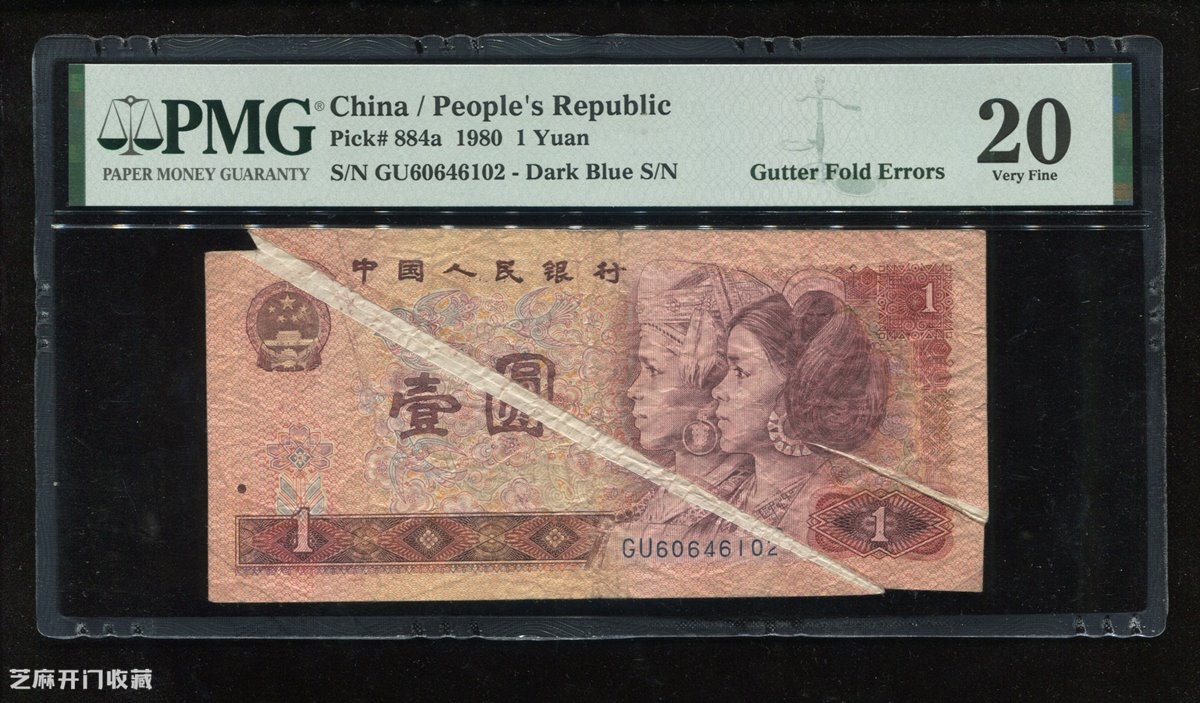 PMG®
PAPER MONEY GUARANTY
China / People's Republic
Pick# 884a 1980 1 Yuan
S/N GU60646102 - Dark Blue S/N
Gutter Fold Errors
20
Very Fine
中国人民银行
1
壹圆
1
GU60646102
1
芝麻开门收藏